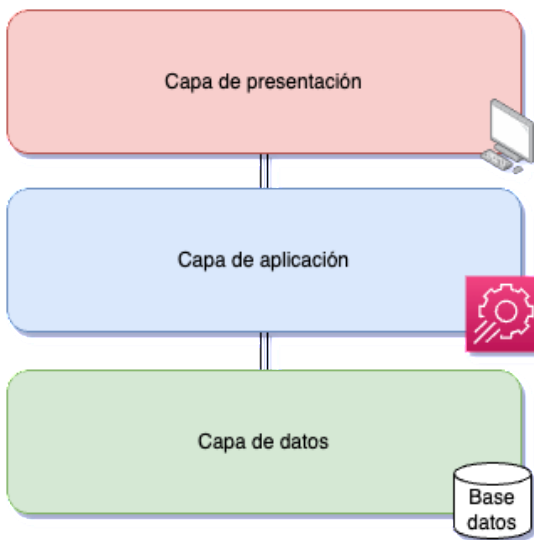 Capa de presentación
Capa de aplicación
Capa de datos
Base
datos